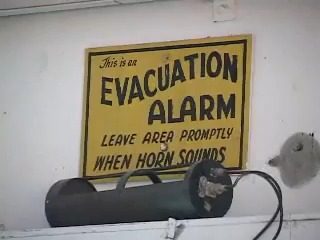 This is an
EVACUATION
ALARM
LEAVE AREA PROMPTLY
WHEN HORN SOUNDS